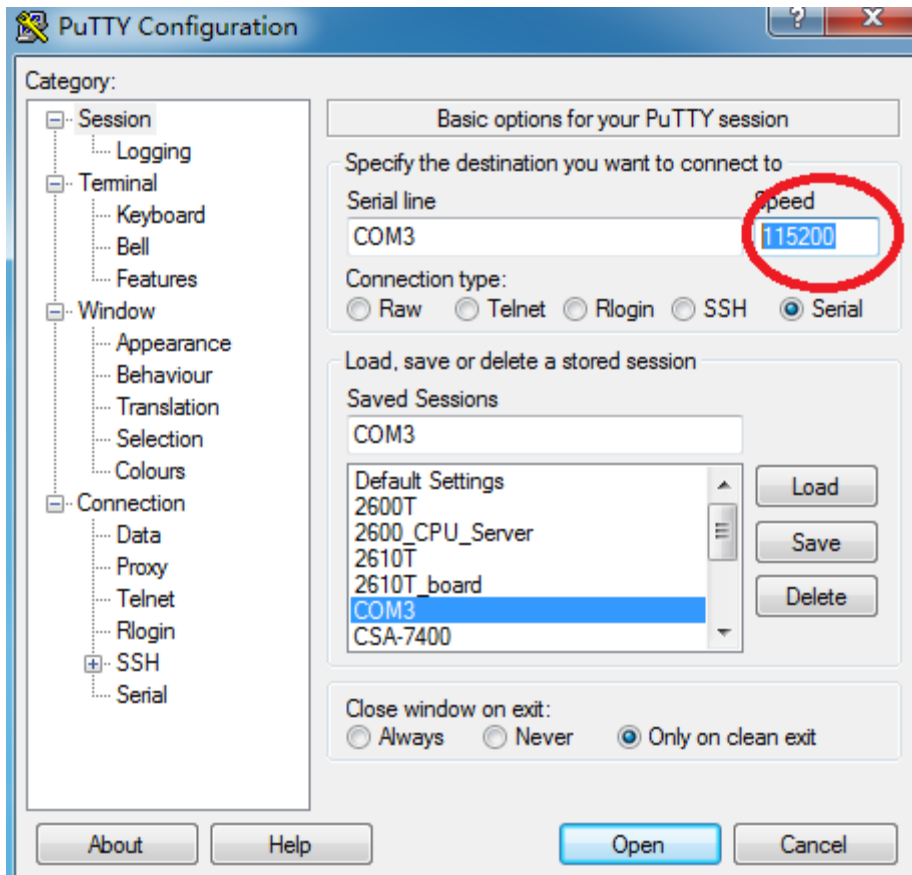 PuTTY Configuration
?
X
Category:
Session
Logging
Terminal
Keyboard
Bell
Features
Window
Appearance
Behaviour
Translation
Selection
Colours
Connection
Data
Proxy
Telnet
Rlogin
SSH
Serial
Basic options for your PuTTY session
Specify the destination you want to connect to
Serial line Speed
COM3 115200
Connection type:
Raw Telnet Rlogin SSH Serial
Load, save or delete a stored session
Saved Sessions
COM3
Default Settings
2600T
2600_CPU_Server
2610T
2610T_board
COM3
CSA-7400
Load
Save
Delete
Close window on exit:
Always Never Only on clean exit
About Help Open Cancel